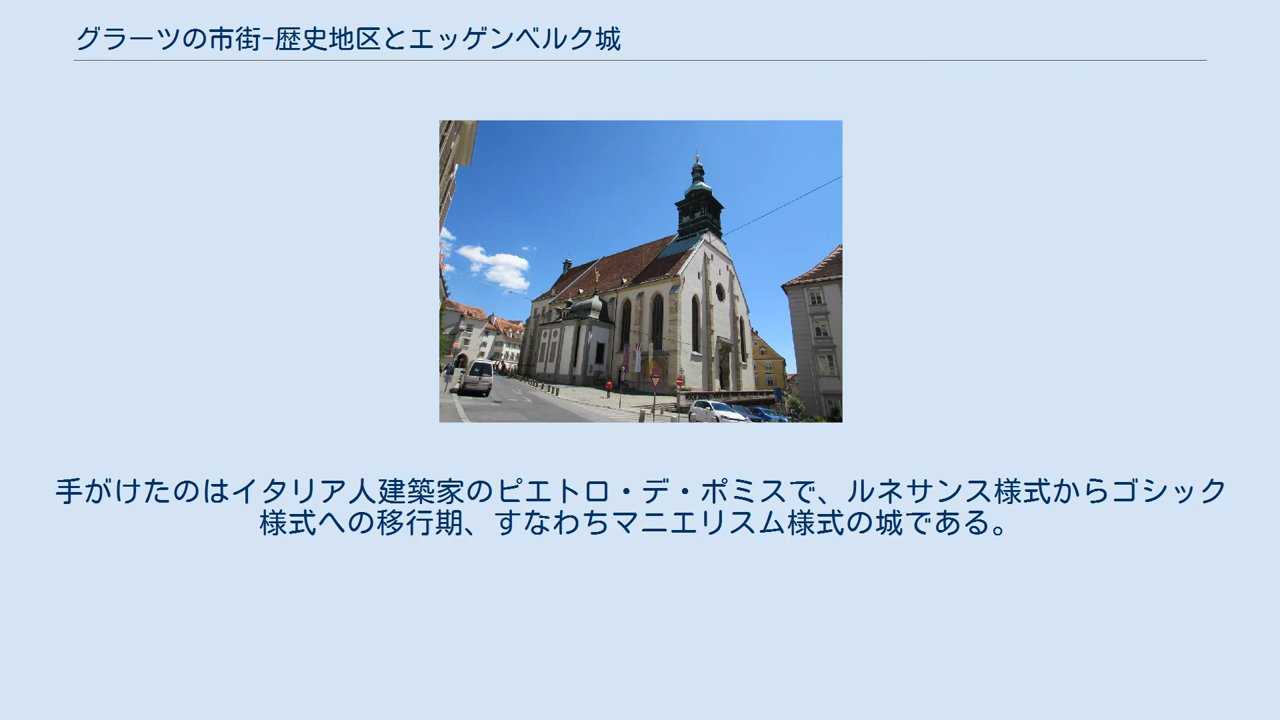 グラーツの市街-歴史地区とエッゲンベルク城
手がけたのはイタリア人建築家のピエトロ・デ・ポミスで、ルネサンス様式からゴシック
様式への移行期、すなわちマニエリスム様式の城である。